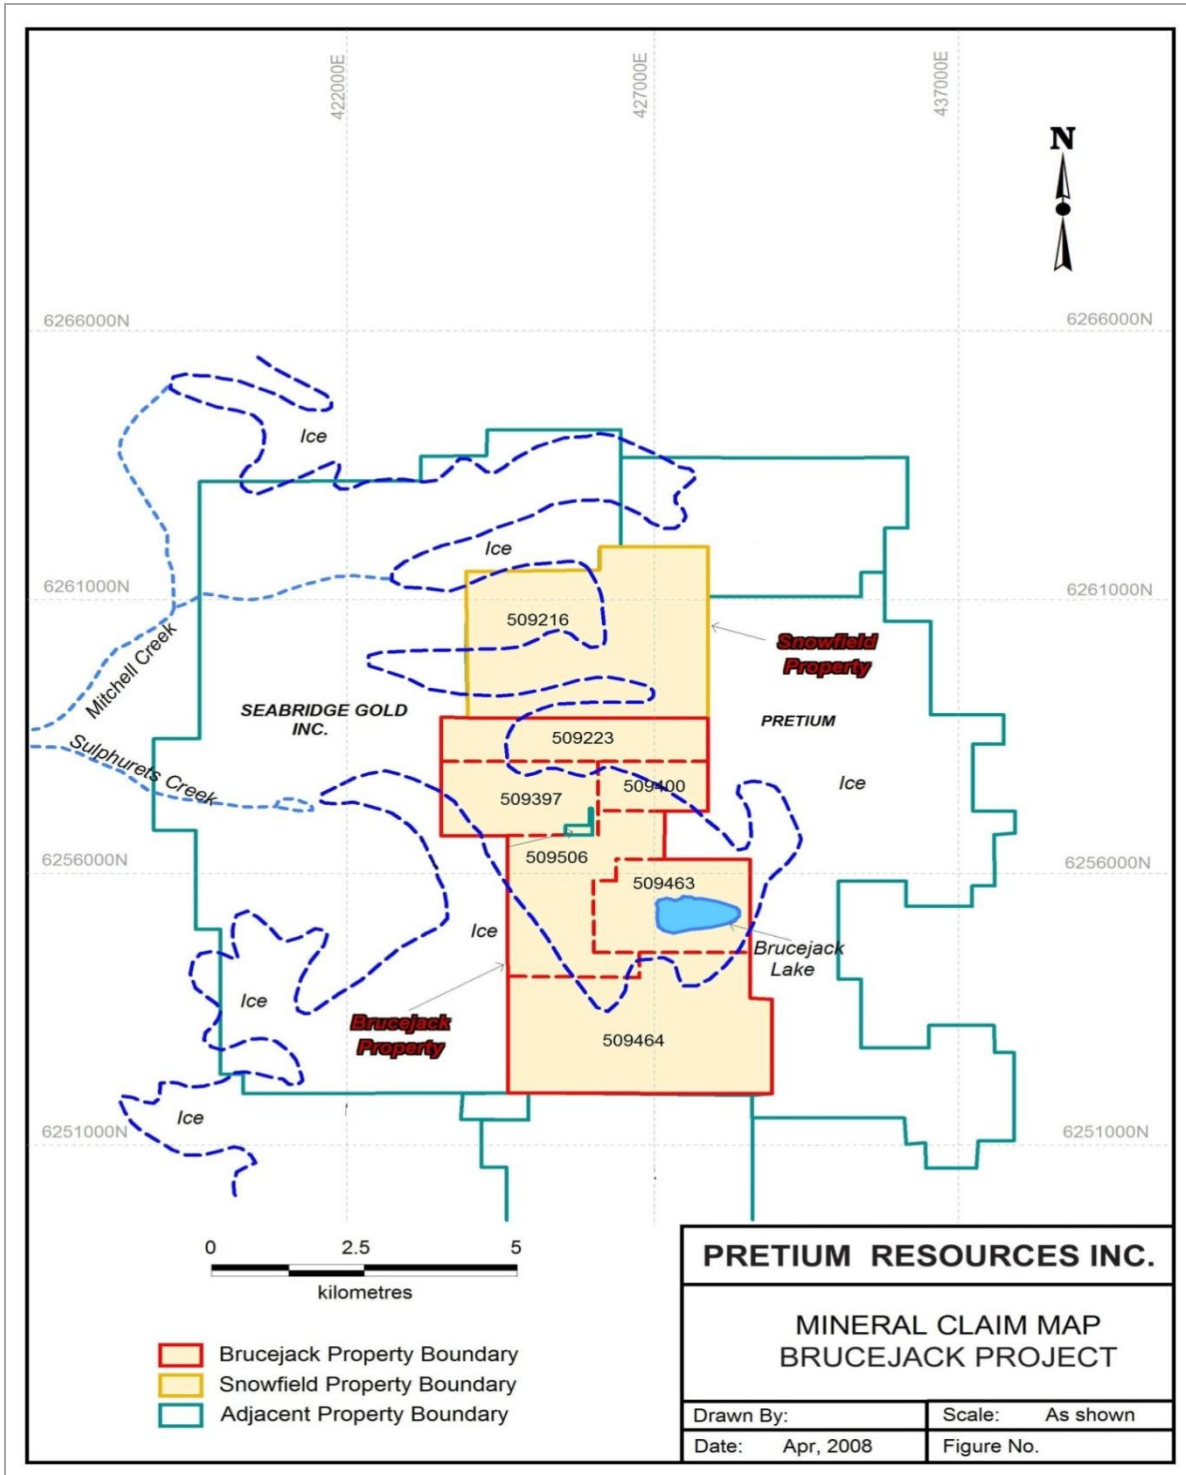 422000E
427000E
437000E
N
6266000N
6266000N
Ice
Ice
6261000N
6261000N
509216
Snowfield
Property
Mitchell Creek
SEABRIDGE GOLD
INC.
PRETIUM
509223
Sulphurets Creek
509397
509400
Ice
509506
6256000N
6256000N
509463
Ice
Brucejack
Lake
Ice
Brucejack
Property
509464
Ice
6251000N
6251000N
0 2.5 5
kilometres
Brucejack Property Boundary
Snowfield Property Boundary
Adjacent Property Boundary
PRETIUM RESOURCES INC.
MINERAL CLAIM MAP
BRUCEJACK PROJECT
Drawn By:
Scale: As shown
Date: Apr, 2008
Figure No.